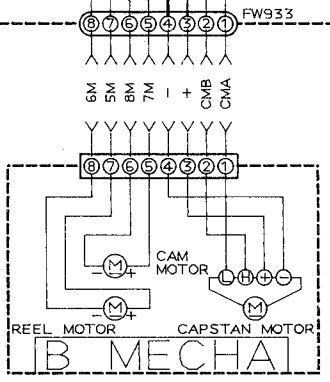 FW933
8 7 6 5 4 3 2 1
6M 5M 8M 7M - + CMB CMA
8 7 6 5 4 3 2 1
- M + CAM MOTOR
L H + -
- M + M
REEL MOTOR CAPSTAN MOTOR
B MECHA